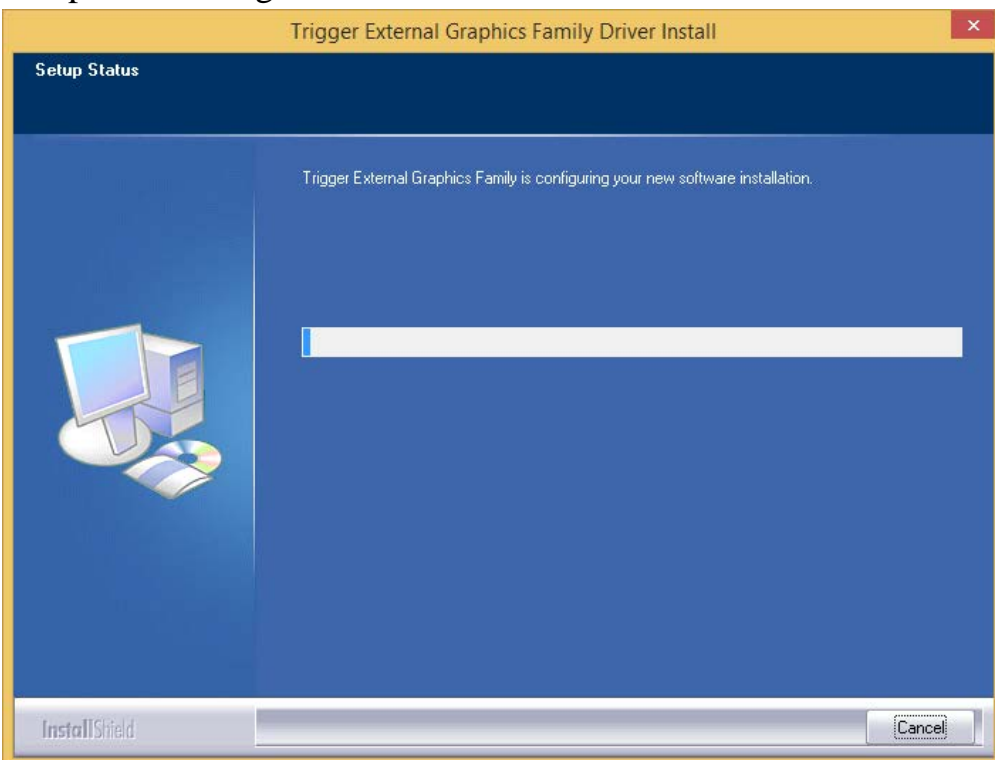 Trigger External Graphics Family Driver Install
Setup Status
Trigger External Graphics Family is configuring your new software installation.
InstallShield
Cancel